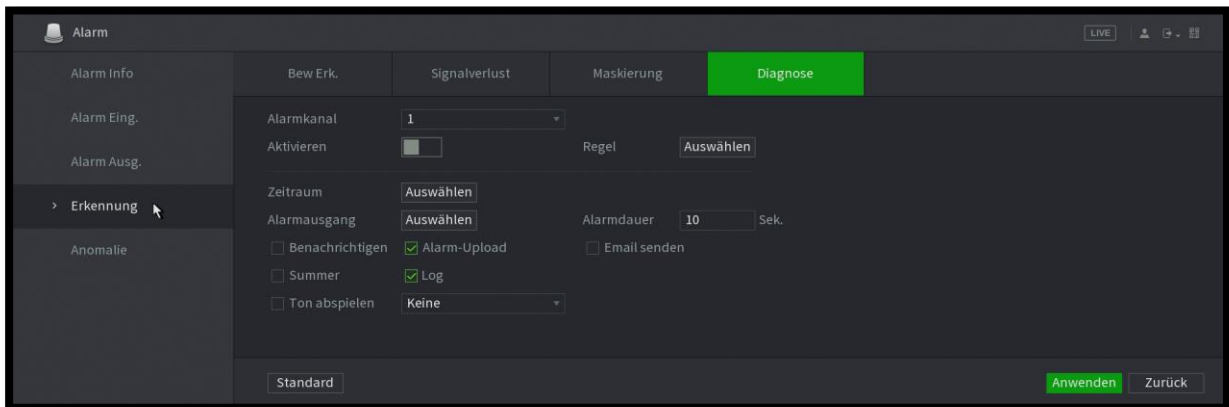 Alarm
LIVE
Alarm Info
Alarm Eing.
Alarm Ausg.
Erkennung
Anomalie
Bew Erk. Signalverlust Maskierung Diagnose
Alarmkanal 1
Aktivieren Regel Auswählen
Zeitraum Auswählen
Alarmausgang Auswählen Alarmdauer 10 Sek.
Benachrichtigen Alarm-Upload Email senden
Summer Log
Ton abspielen Keine
Standard Anwenden Zurück